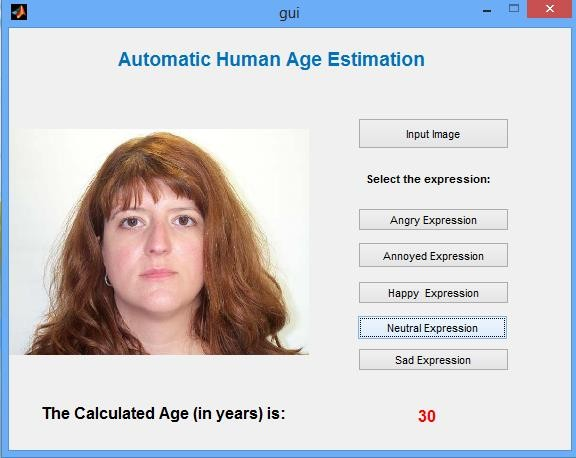 gui
Automatic Human Age Estimation
Input Image
Select the expression:
Angry Expression
Annoyed Expression
Happy Expression
Neutral Expression
Sad Expression
The Calculated Age (in years) is:
30